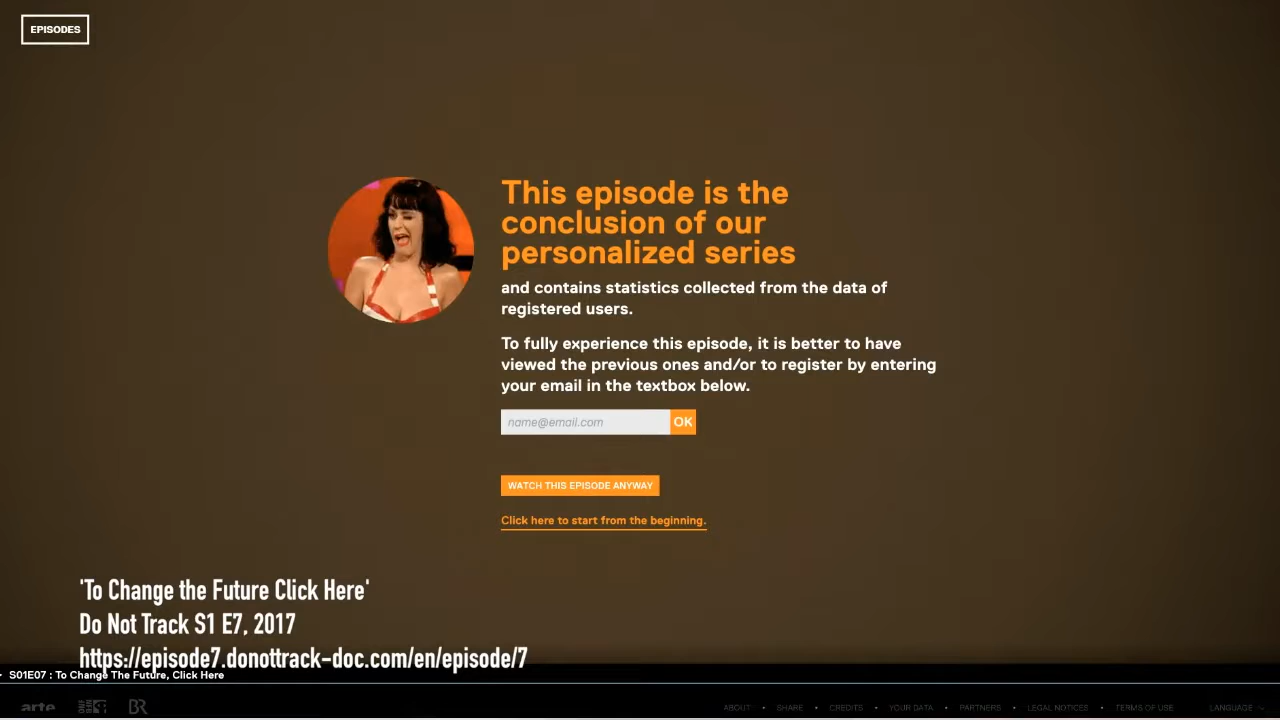 EPISODES
This episode is the
conclusion of our
personalized series
and contains statistics collected from the data of
registered users.
To fully experience this episode, it is better to have
viewed the previous ones and/or to register by entering
your email in the textbox below.
name@email.com OK
WATCH THIS EPISODE ANYWAY
Click here to start from the beginning.
'To Change the Future Click Here'
Do Not Track S1 E7, 2017
https://episode7.donottrack-doc.com/en/episode/7
S01E07 : To Change The Future, Click Here
arte BR ABOUT • SHARE • CREDITS • YOUR DATA • PARTNERS • LEGAL NOTICES • TERMS OF USE LANGUAGE